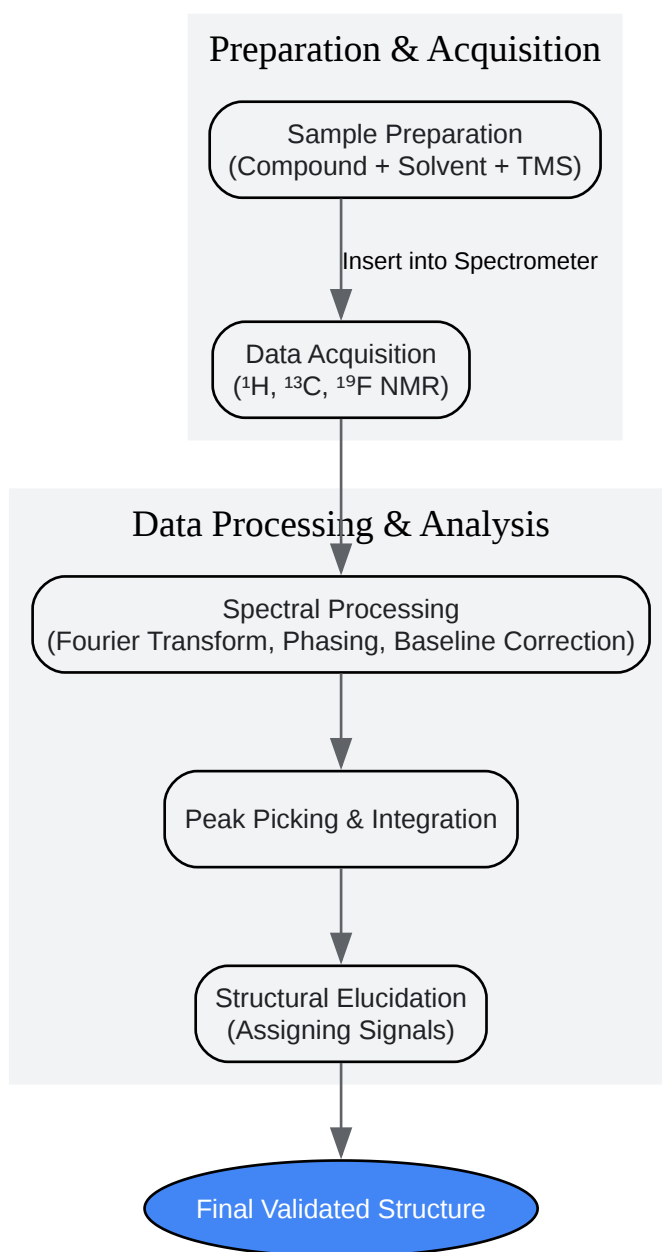 Preparation & Acquisition
Sample Preparation
(Compound + Solvent + TMS)
Insert into Spectrometer
Data Acquisition
(¹H, ¹³C, ¹⁹F NMR)
Data Processing & Analysis
Spectral Processing
(Fourier Transform, Phasing, Baseline Correction)
Peak Picking & Integration
Structural Elucidation
(Assigning Signals)
Final Validated Structure